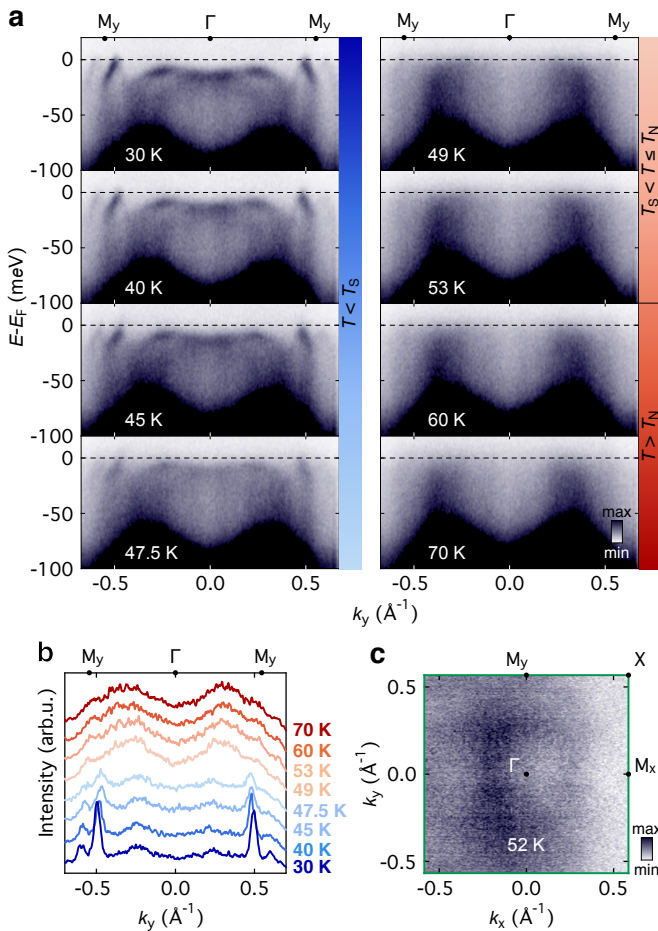 a
M_y Γ M_y
M_y Γ M_y
0
-50
-100
30 K
49 K
0
-50
-100
40 K
53 K
0
-50
-100
45 K
60 K
0
-50
-100
47.5 K
70 K
max
min
E-E_F (meV)
T < T_S
T_S < T ≤ T_N
T > T_N
-0.5 0.0 0.5
-0.5 0.0 0.5
k_y (Å⁻¹)
k_y (Å⁻¹)
b
M_y Γ M_y
Intensity (arb.u.)
70 K
60 K
53 K
49 K
47.5 K
45 K
40 K
30 K
-0.5 0.0 0.5
k_y (Å⁻¹)
c
M_y X
0.5
0.0
-0.5
k_y (Å⁻¹)
Γ
M_x
52 K
max
min
-0.5 0.0 0.5
k_x (Å⁻¹)